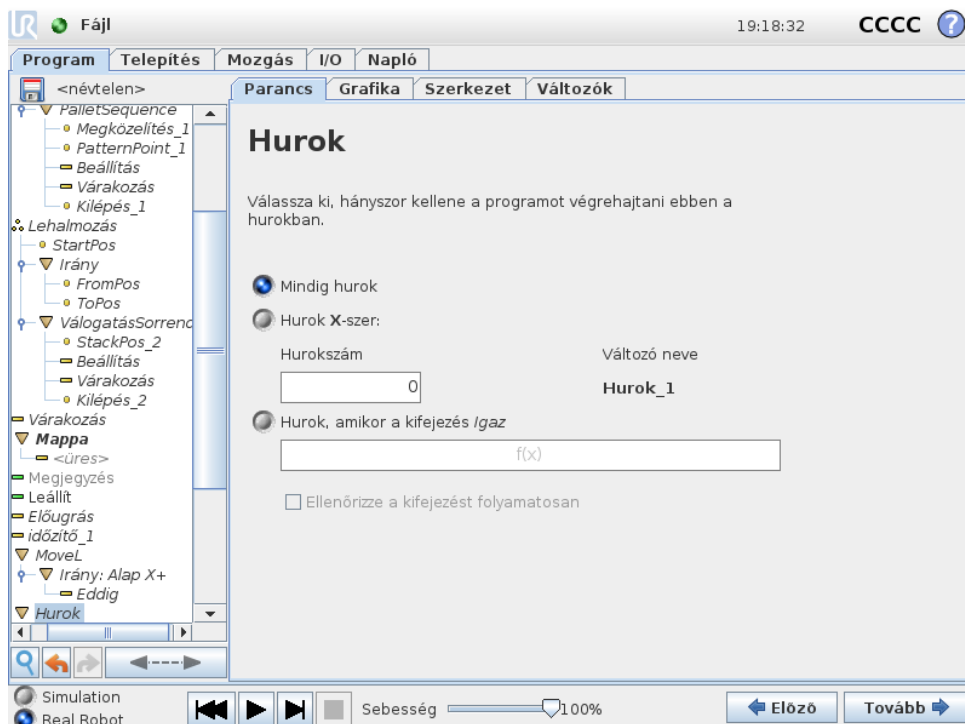 UR Fájl 19:18:32 CCCC ?
Program Telepítés Mozgás I/O Napló
<névtelen>
Parancs Grafika Szerkezet Változók
PalletSequence
Megközelítés_1
PatternPoint_1
Beállítás
Várakozás
Kilépés_1
Lehalmozás
StartPos
Irány
FromPos
ToPos
VálogatásSorrend
StackPos_2
Beállítás
Várakozás
Kilépés_2
Várakozás
Mappa
<üres>
Megjegyzés
Leállít
Előugrás
időzítő_1
MoveL
Irány: Alap X+
Eddig
Hurok
Hurok
Válassza ki, hányszor kellene a programot végrehajtani ebben a
hurokban.
Mindig hurok
Hurok X-szer:
Hurokszám Változó neve
0 Hurok_1
Hurok, amikor a kifejezés Igaz
f(x)
Ellenőrizze a kifejezést folyamatosan
Simulation
Real Robot
Sebesség 100%
Előző Tovább